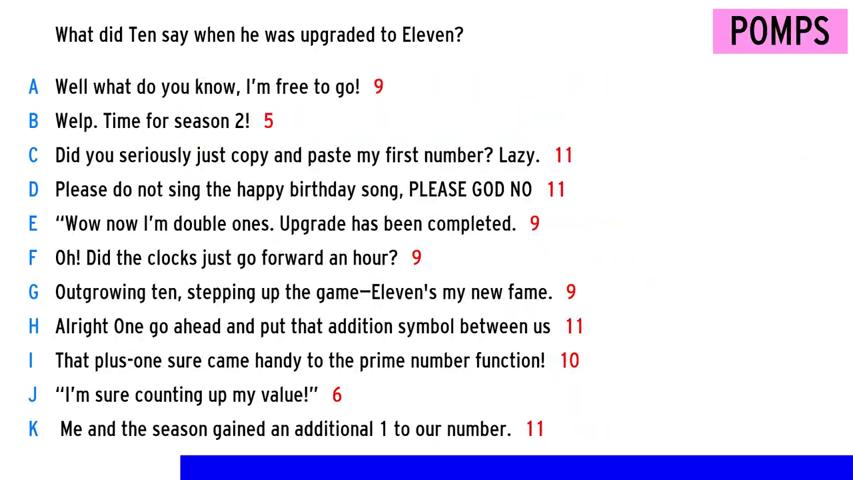 What did Ten say when he was upgraded to Eleven?
POMPS
A Well what do you know, I'm free to go! 9
B Welp. Time for season 2! 5
C Did you seriously just copy and paste my first number? Lazy. 11
D Please do not sing the happy birthday song, PLEASE GOD NO 11
E “Wow now I'm double ones. Upgrade has been completed. 9
F Oh! Did the clocks just go forward an hour? 9
G Outgrowing ten, stepping up the game—Eleven's my new fame. 9
H Alright One go ahead and put that addition symbol between us 11
I That plus-one sure came handy to the prime number function! 10
J “I'm sure counting up my value!” 6
K Me and the season gained an additional 1 to our number. 11